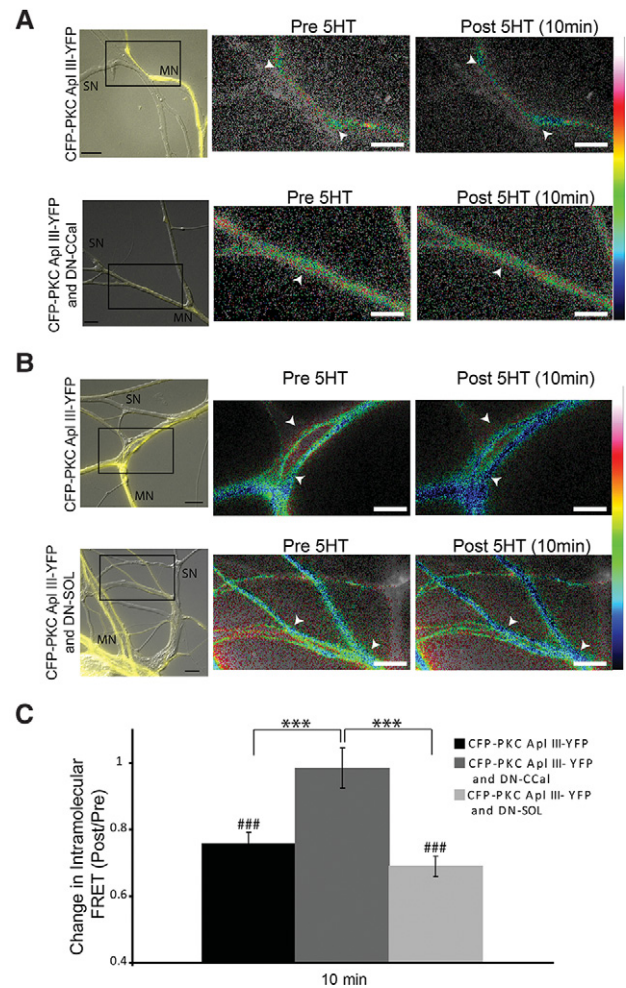 A
Pre 5HT
Post 5HT (10min)
CFP-PKC Apl III-YFP
SN
MN
Pre 5HT
Post 5HT (10min)
CFP-PKC Apl III-YFP
and DN-CCal
SN
MN
B
Pre 5HT
Post 5HT (10min)
CFP-PKC Apl III-YFP
SN
MN
Pre 5HT
Post 5HT (10min)
CFP-PKC Apl III-YFP
and DN-SOL
SN
MN
C
Change in Intramolecular
FRET (Post/Pre)
1
0.8
0.6
0.4
***
***
###
###
CFP-PKC Apl III-YFP
CFP-PKC Apl III- YFP
and DN-CCal
CFP-PKC Apl III- YFP
and DN-SOL
10 min